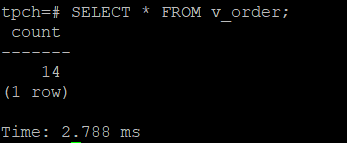 tpch=# SELECT * FROM v_order;
count
-------
14
(1 row)
Time: 2.788 ms